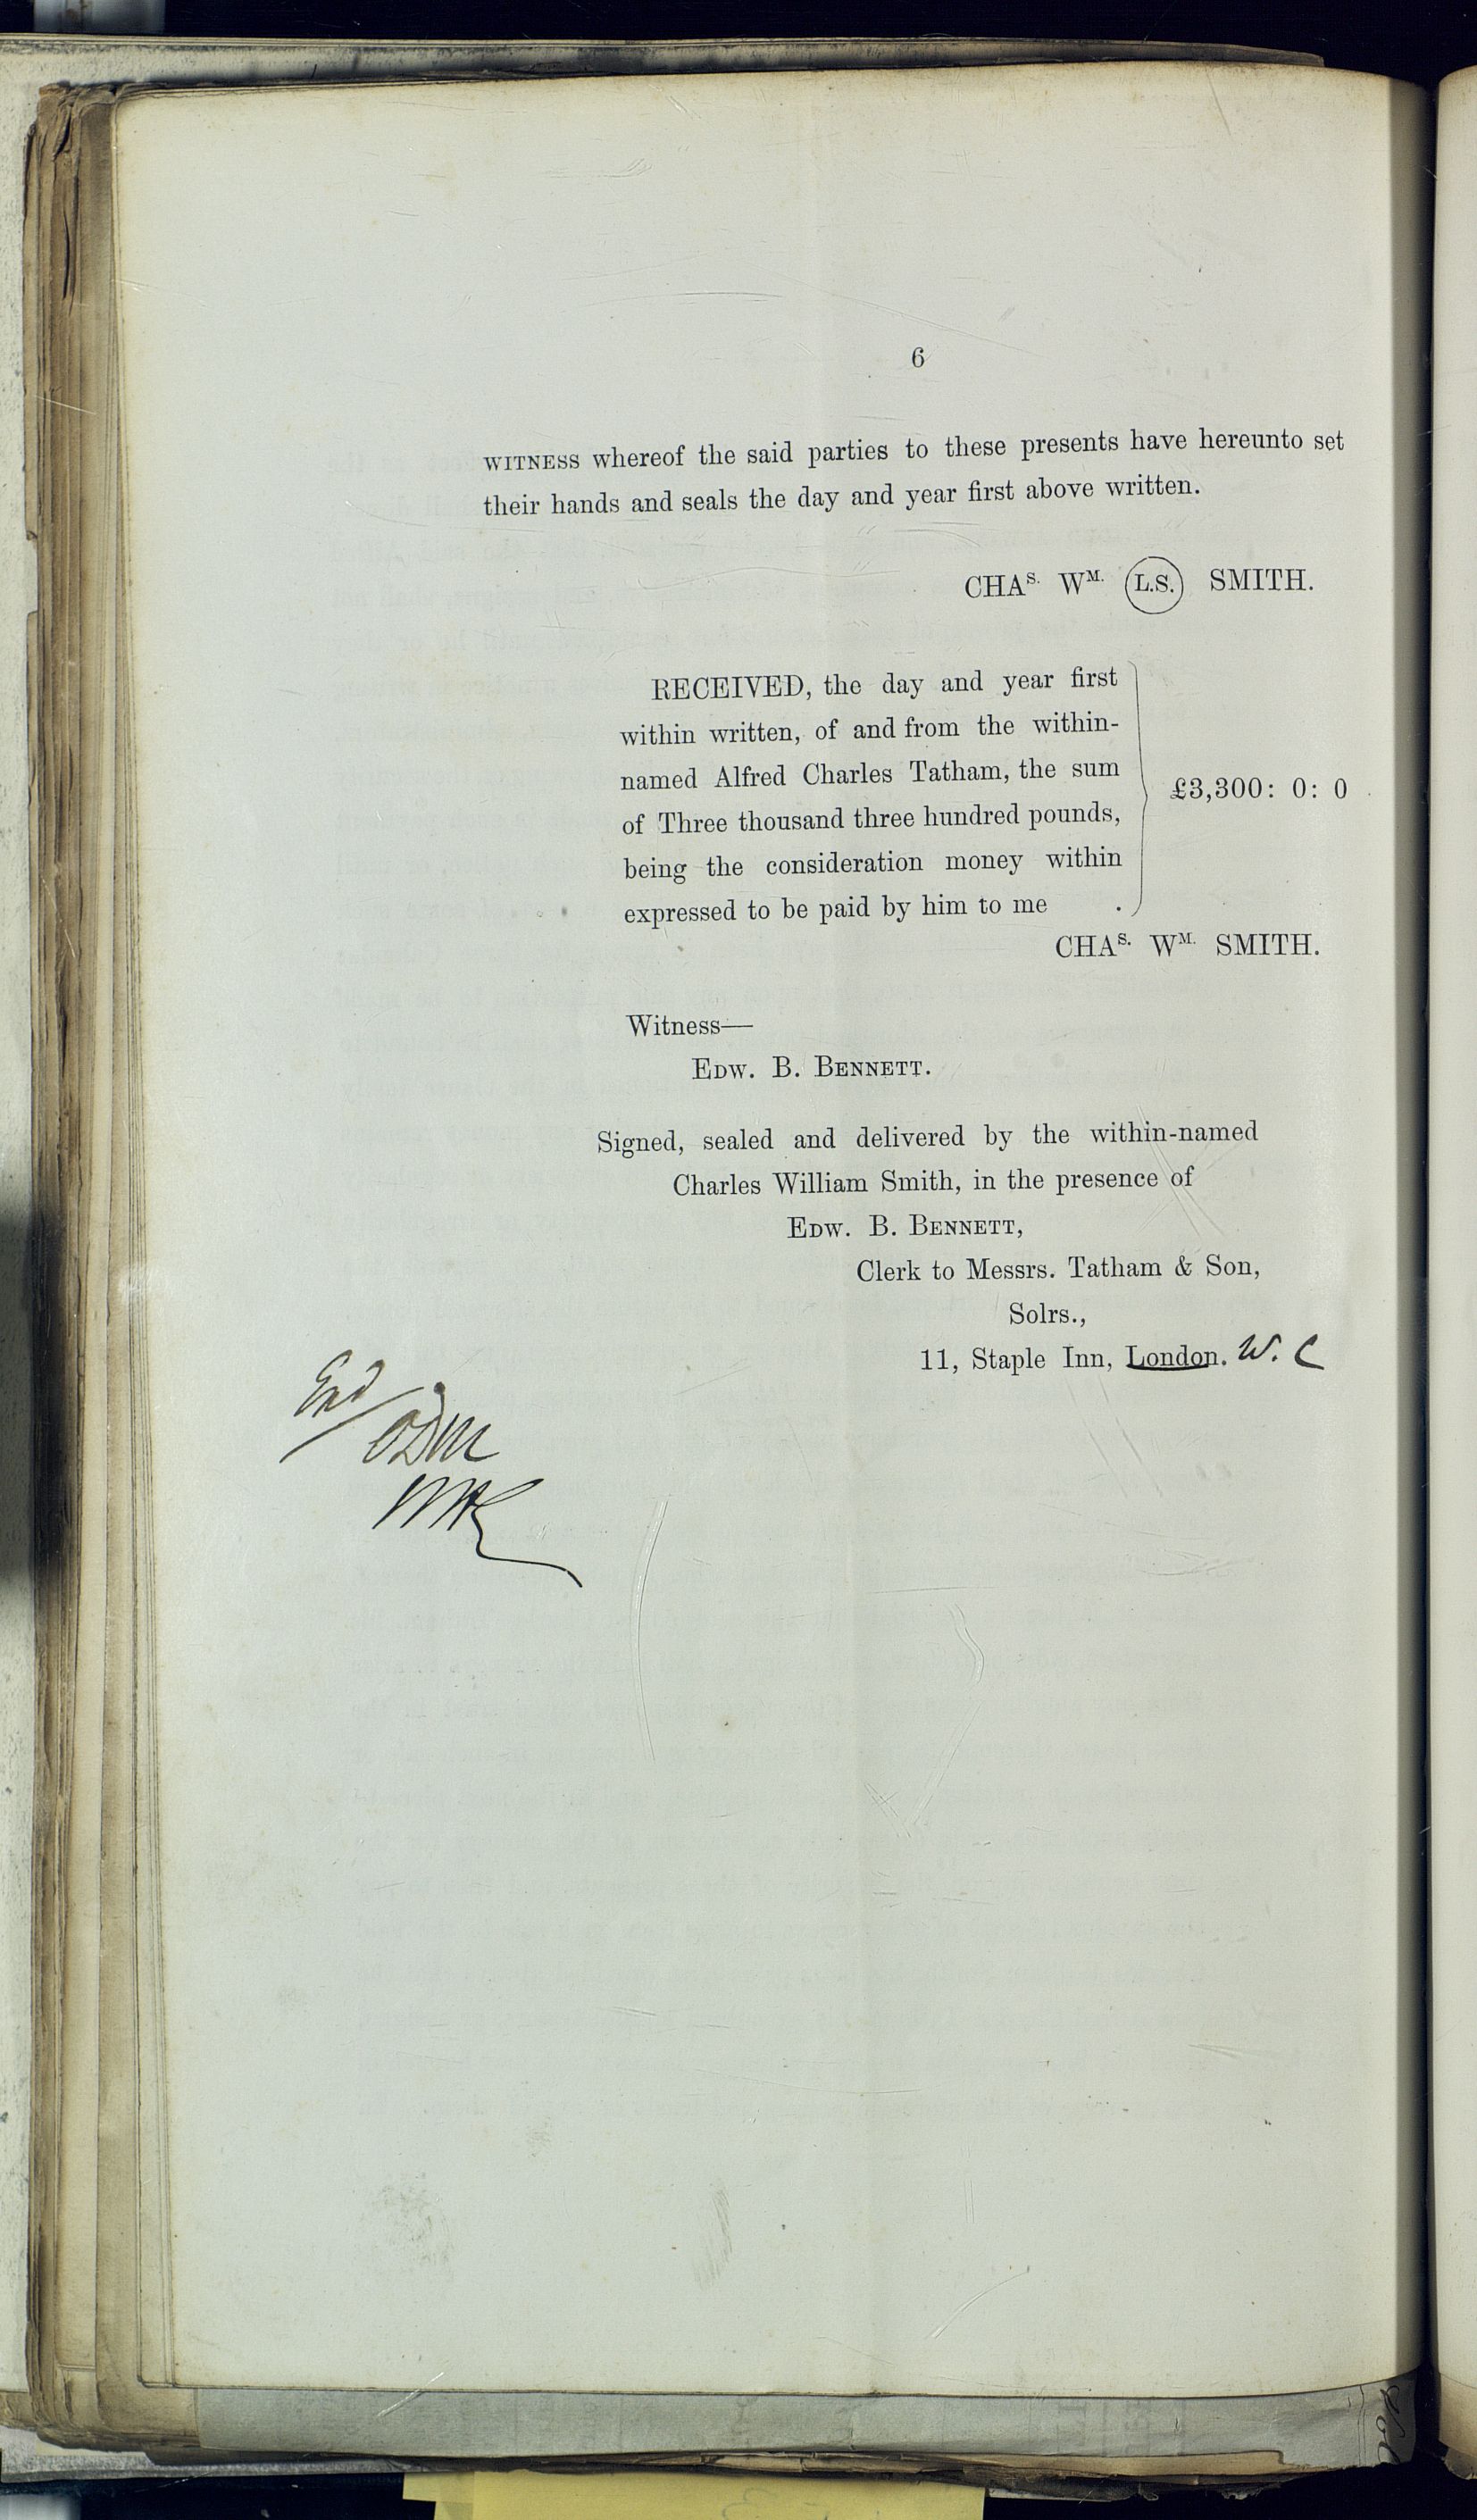 6
WITNESS whereof the said parties to these presents have hereunto set
their hands and seals the day and year first above written.
CHAS. WM. L.S. SMITH.
RECEIVED, the day and year first
within written, of and from the within-
named Alfred Charles Tatham, the sum
of Three thousand three hundred pounds,
being the consideration money within
expressed to be paid by him to me .
£3,300: 0: 0
CHAS. WM. SMITH.
Witness—
EDW. B. BENNETT.
Signed, sealed and delivered by the within-named
Charles William Smith, in the presence of
EDW. B. BENNETT,
Clerk to Messrs. Tatham & Son,
Solrs.,
11, Staple Inn, London. W. C